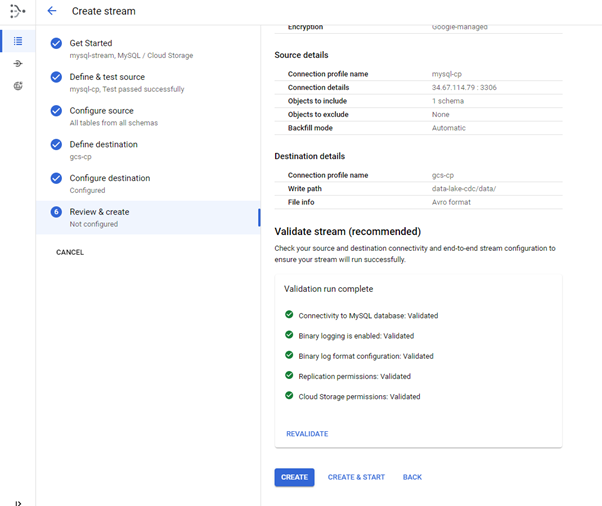 Create stream
Get Started
mysql-stream, MySQL / Cloud Storage
Define & test source
mysql-cp, Test passed successfully
Configure source
All tables from all schemas
Define destination
gcs-cp
Configure destination
Configured
6
Review & create
Not configured
CANCEL
Encryption Google-managed
Source details
Connection profile name mysql-cp
Connection details 34.67.114.79 : 3306
Objects to include 1 schema
Objects to exclude None
Backfill mode Automatic
Destination details
Connection profile name gcs-cp
Write path data-lake-cdc/data/
File info Avro format
Validate stream (recommended)
Check your source and destination connectivity and end-to-end stream configuration to
ensure your stream will run successfully.
Validation run complete
Connectivity to MySQL database: Validated
Binary logging is enabled: Validated
Binary log format configuration: Validated
Replication permissions: Validated
Cloud Storage permissions: Validated
REVALIDATE
CREATE CREATE & START BACK